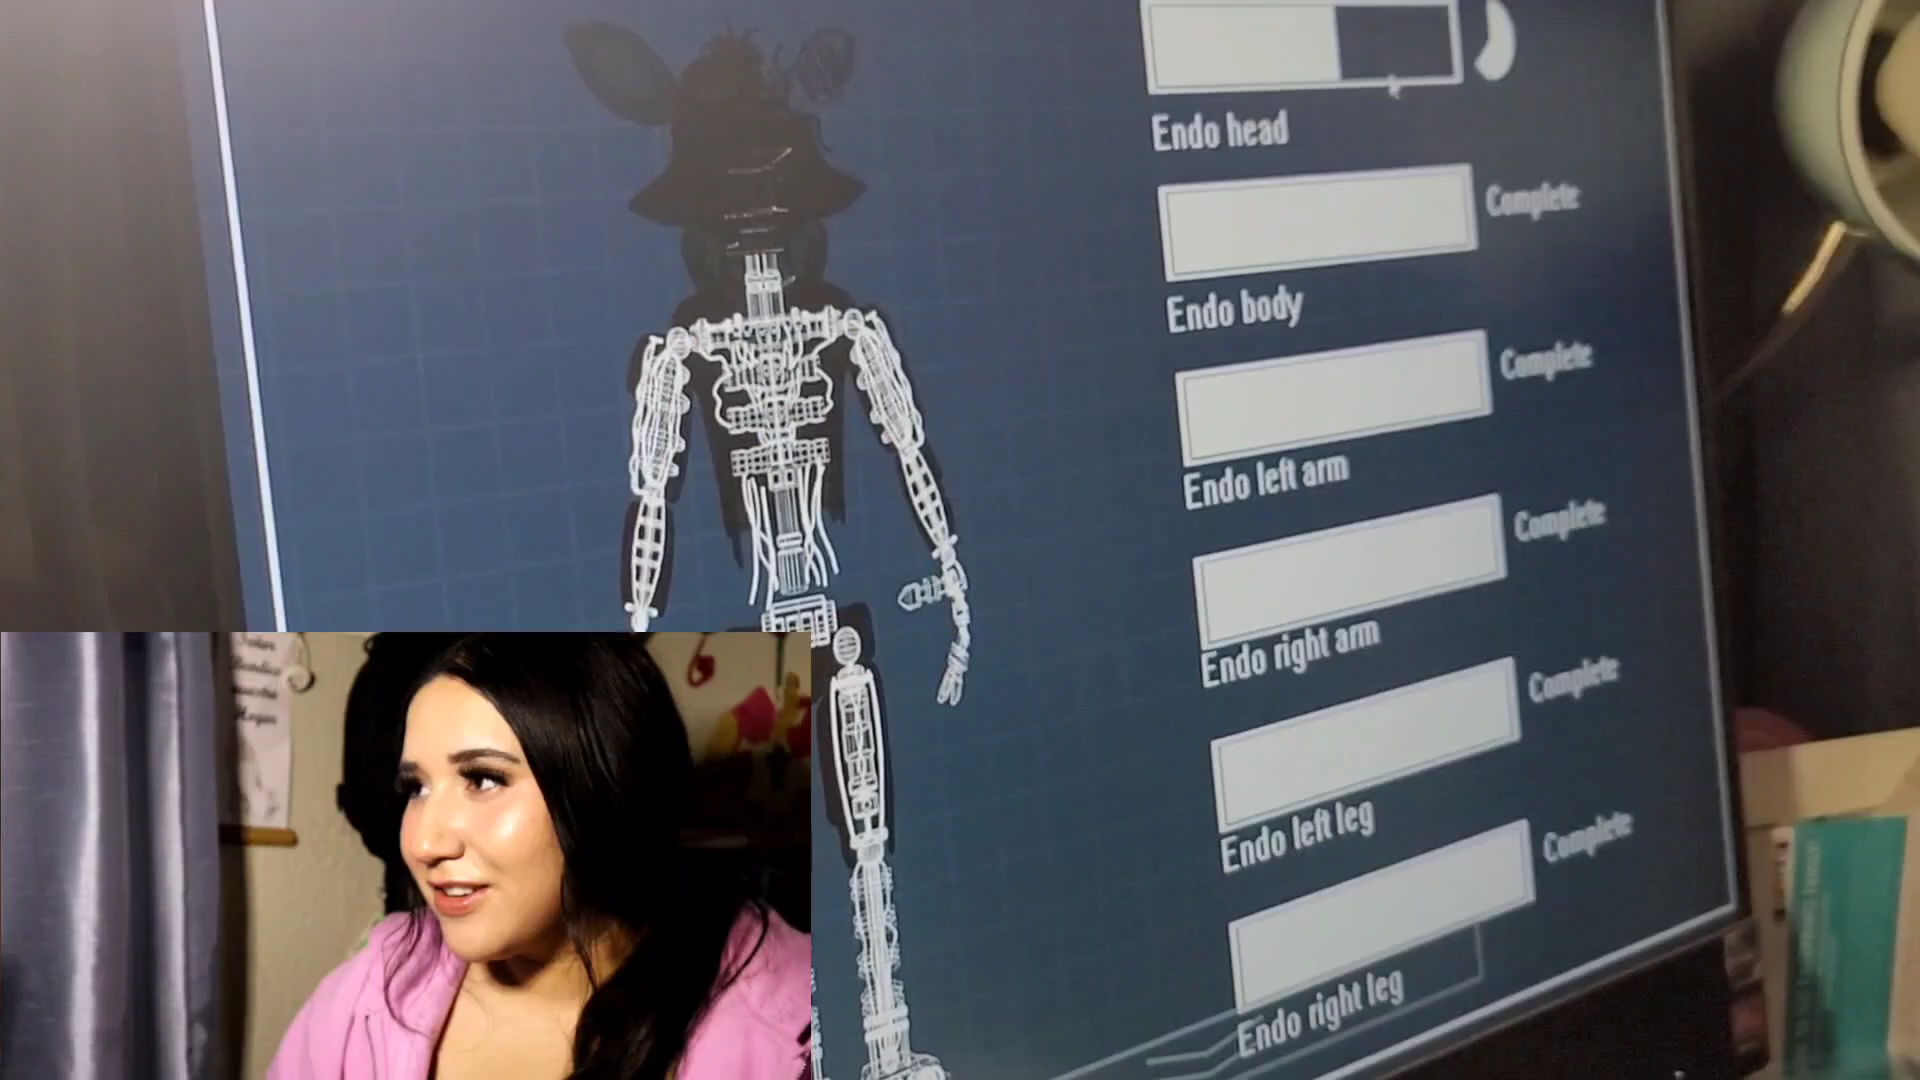 Endo head
Complete
Endo body
Complete
Endo left arm
Complete
Endo right arm
Complete
Endo left leg
Complete
Endo right leg